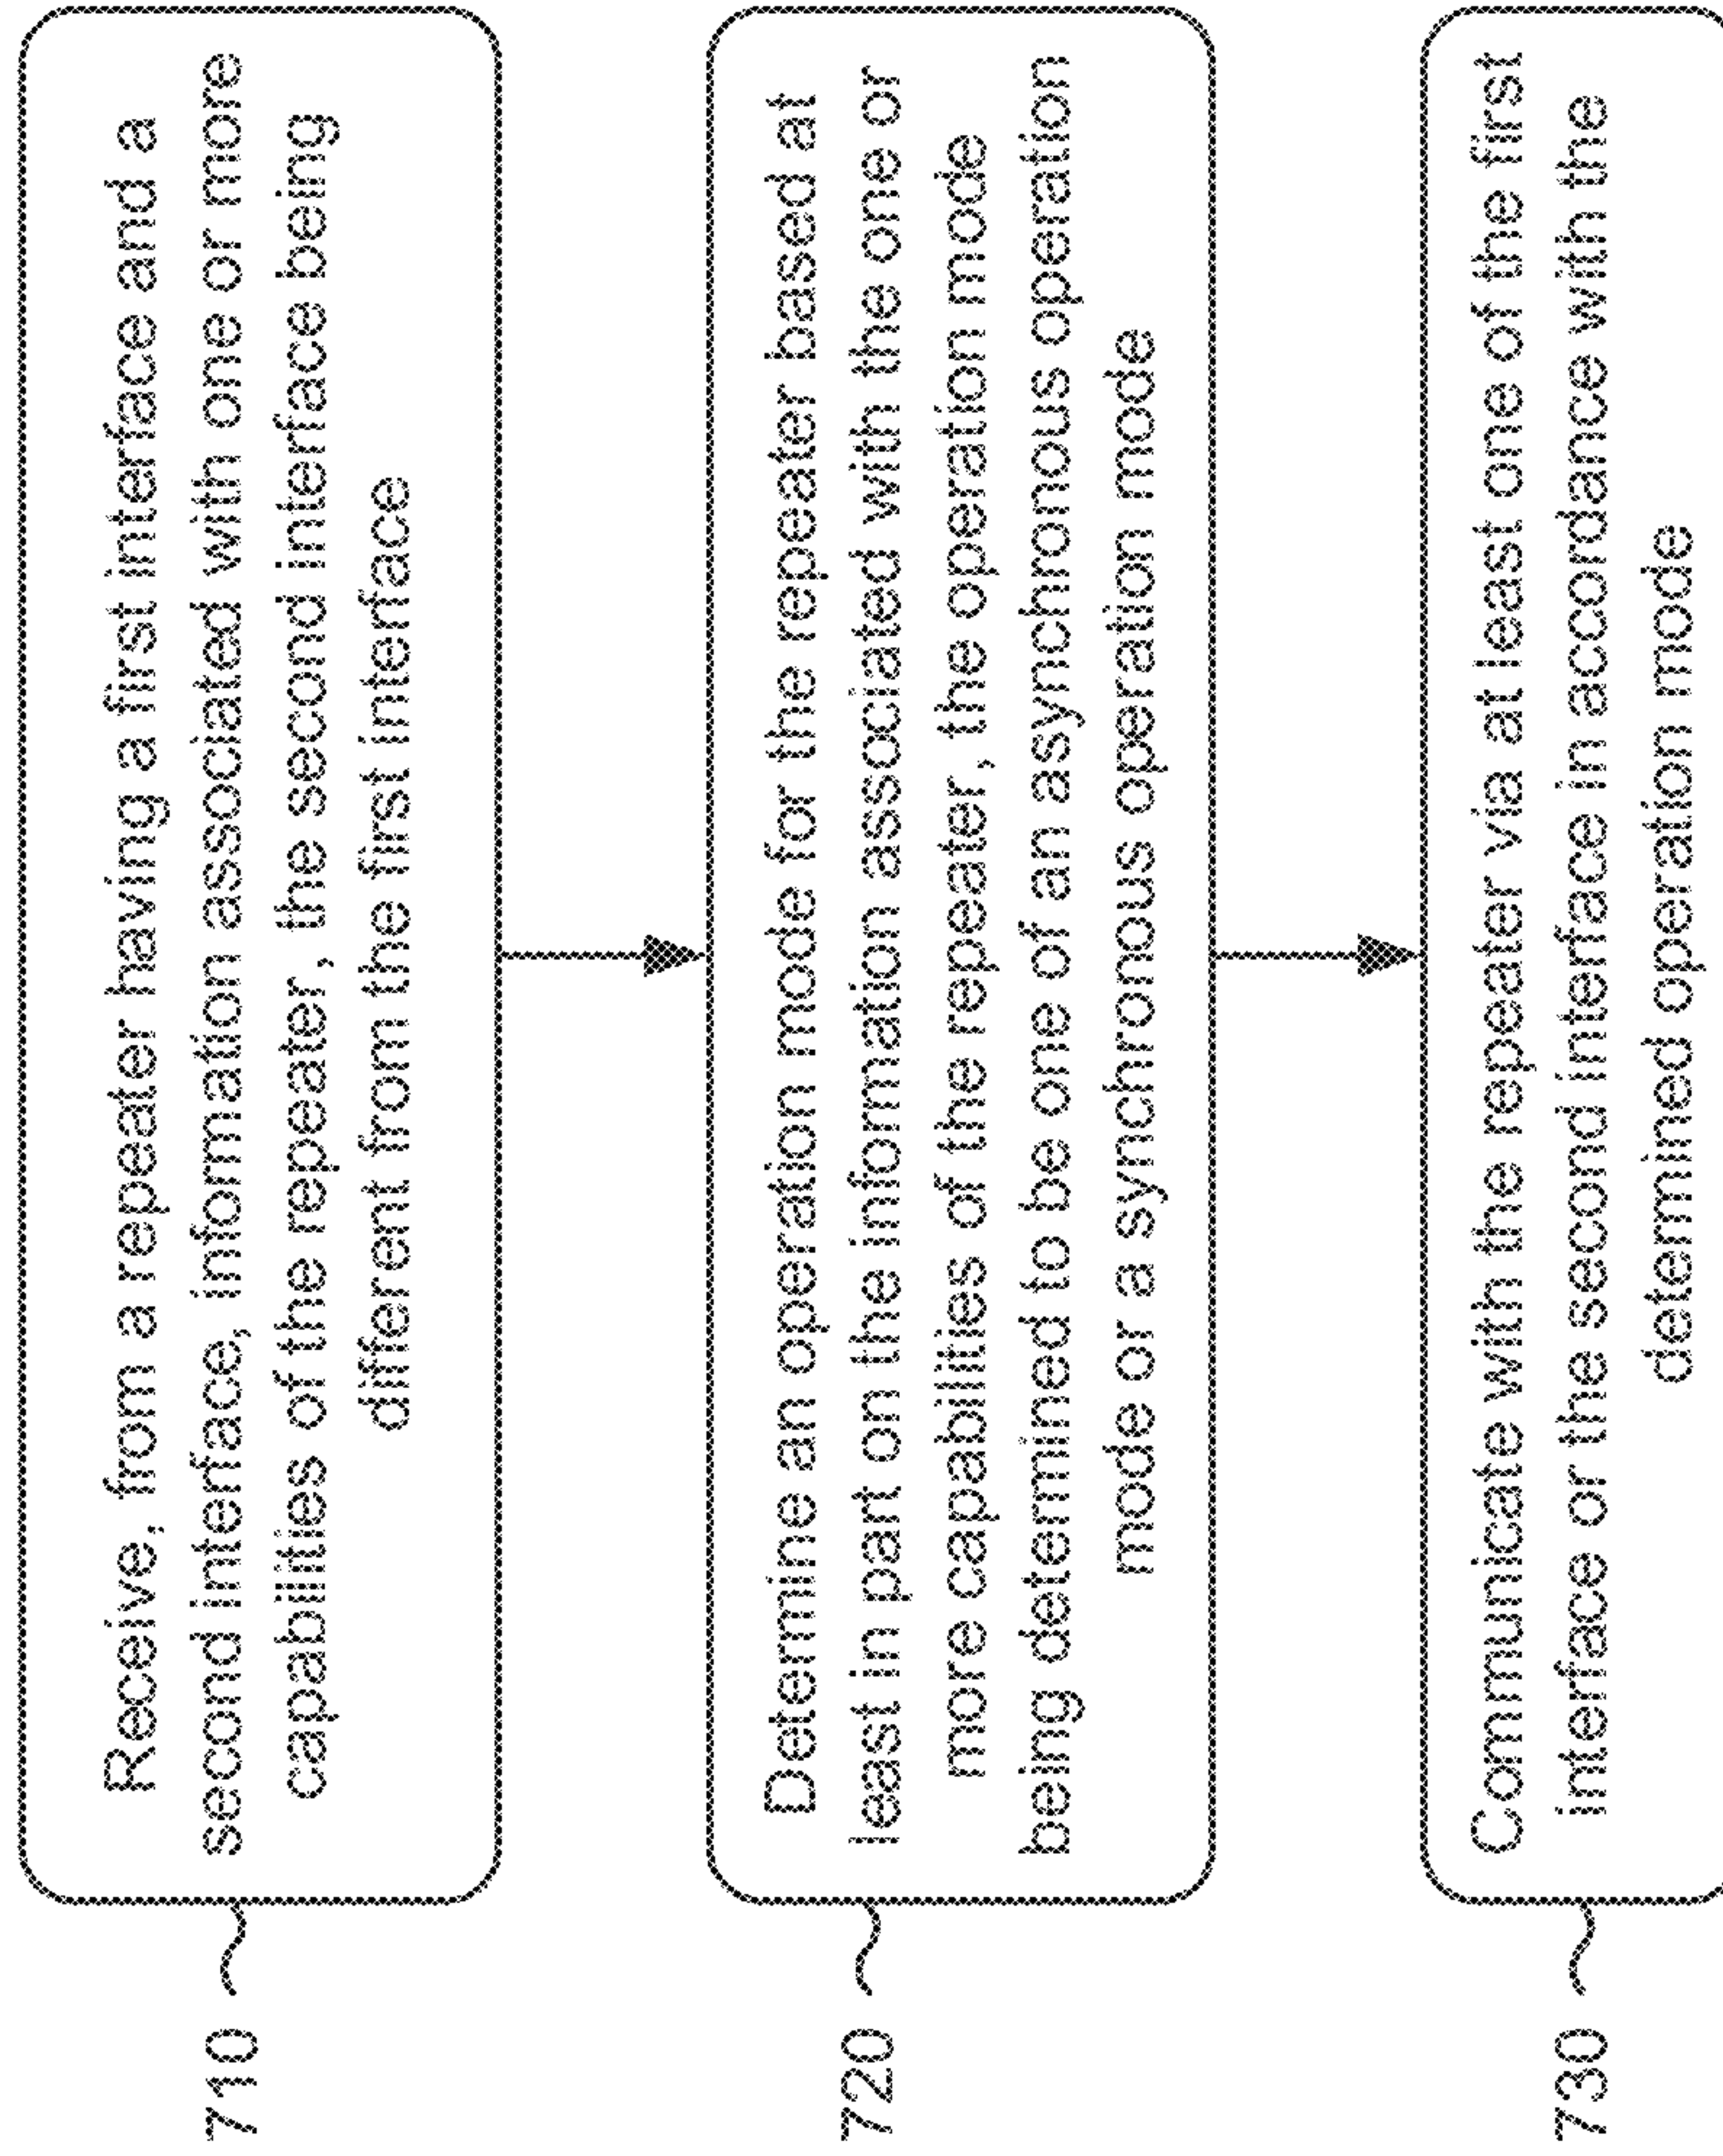 710
Receive, from a repeater having a first interface and a
second interface, information associated with one or more
capabilities of the repeater, the second interface being
different from the first interface
720
Determine an operation mode for the repeater based at
least in part on the information associated with the one or
more capabilities of the repeater, the operation mode
being determined to be one of an asynchronous operation
mode or a synchronous operation mode
730
Communicate with the repeater via at least one of the first
interface or the second interface in accordance with the
determined operation mode